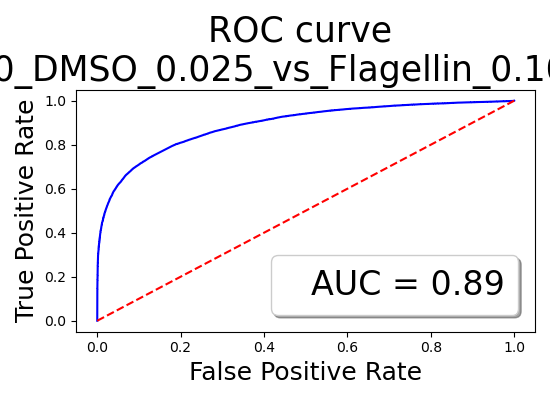 ROC curve
0_DMSO_0.025_vs_Flagellin_0.10
True Positive Rate
1.0
0.8
0.6
0.4
0.2
0.0
AUC = 0.89
0.0 0.2 0.4 0.6 0.8 1.0
False Positive Rate